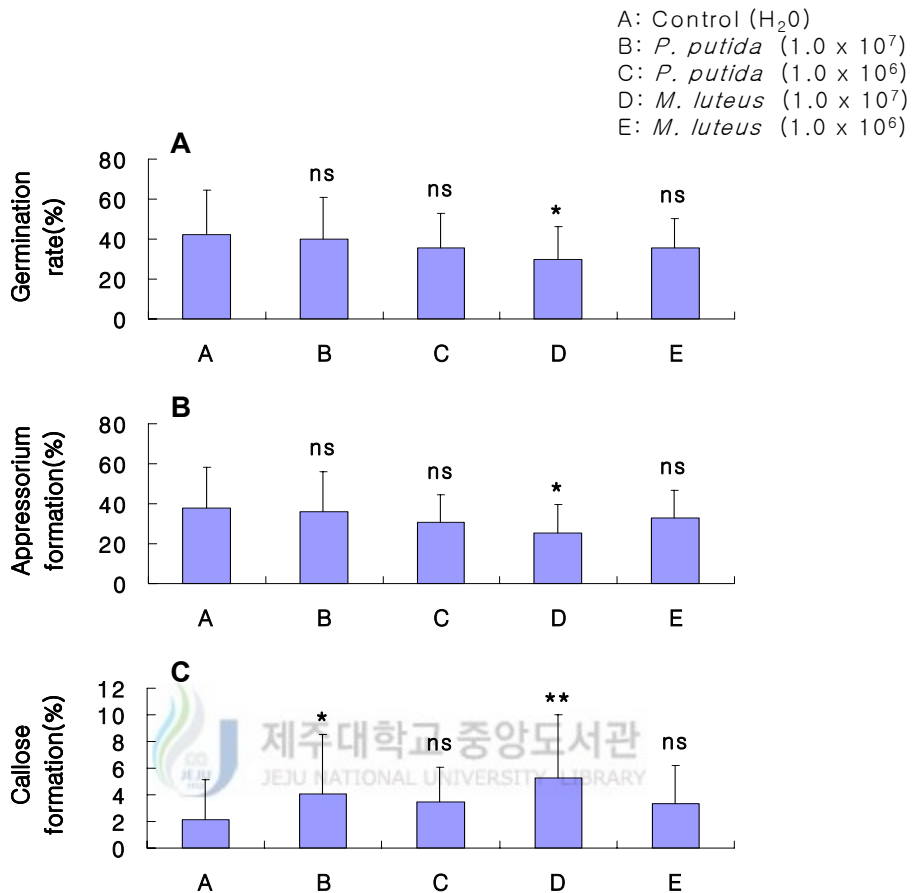 A: Control (H₂0)
B: P. putida (1.0 x 10⁷)
C: P. putida (1.0 x 10⁶)
D: M. luteus (1.0 x 10⁷)
E: M. luteus (1.0 x 10⁶)
A
Germination
rate(%)
80
60
40
20
0
ns
ns
*
ns
A B C D E
B
Appressorium
formation(%)
80
60
40
20
0
ns
ns
*
ns
A B C D E
C
Callose
formation(%)
12
10
8
6
4
2
0
*
ns
**
ns
A B C D E
제주대학교 중앙도서관
JEJU NATIONAL UNIVERSITY LIBRARY
JEJU